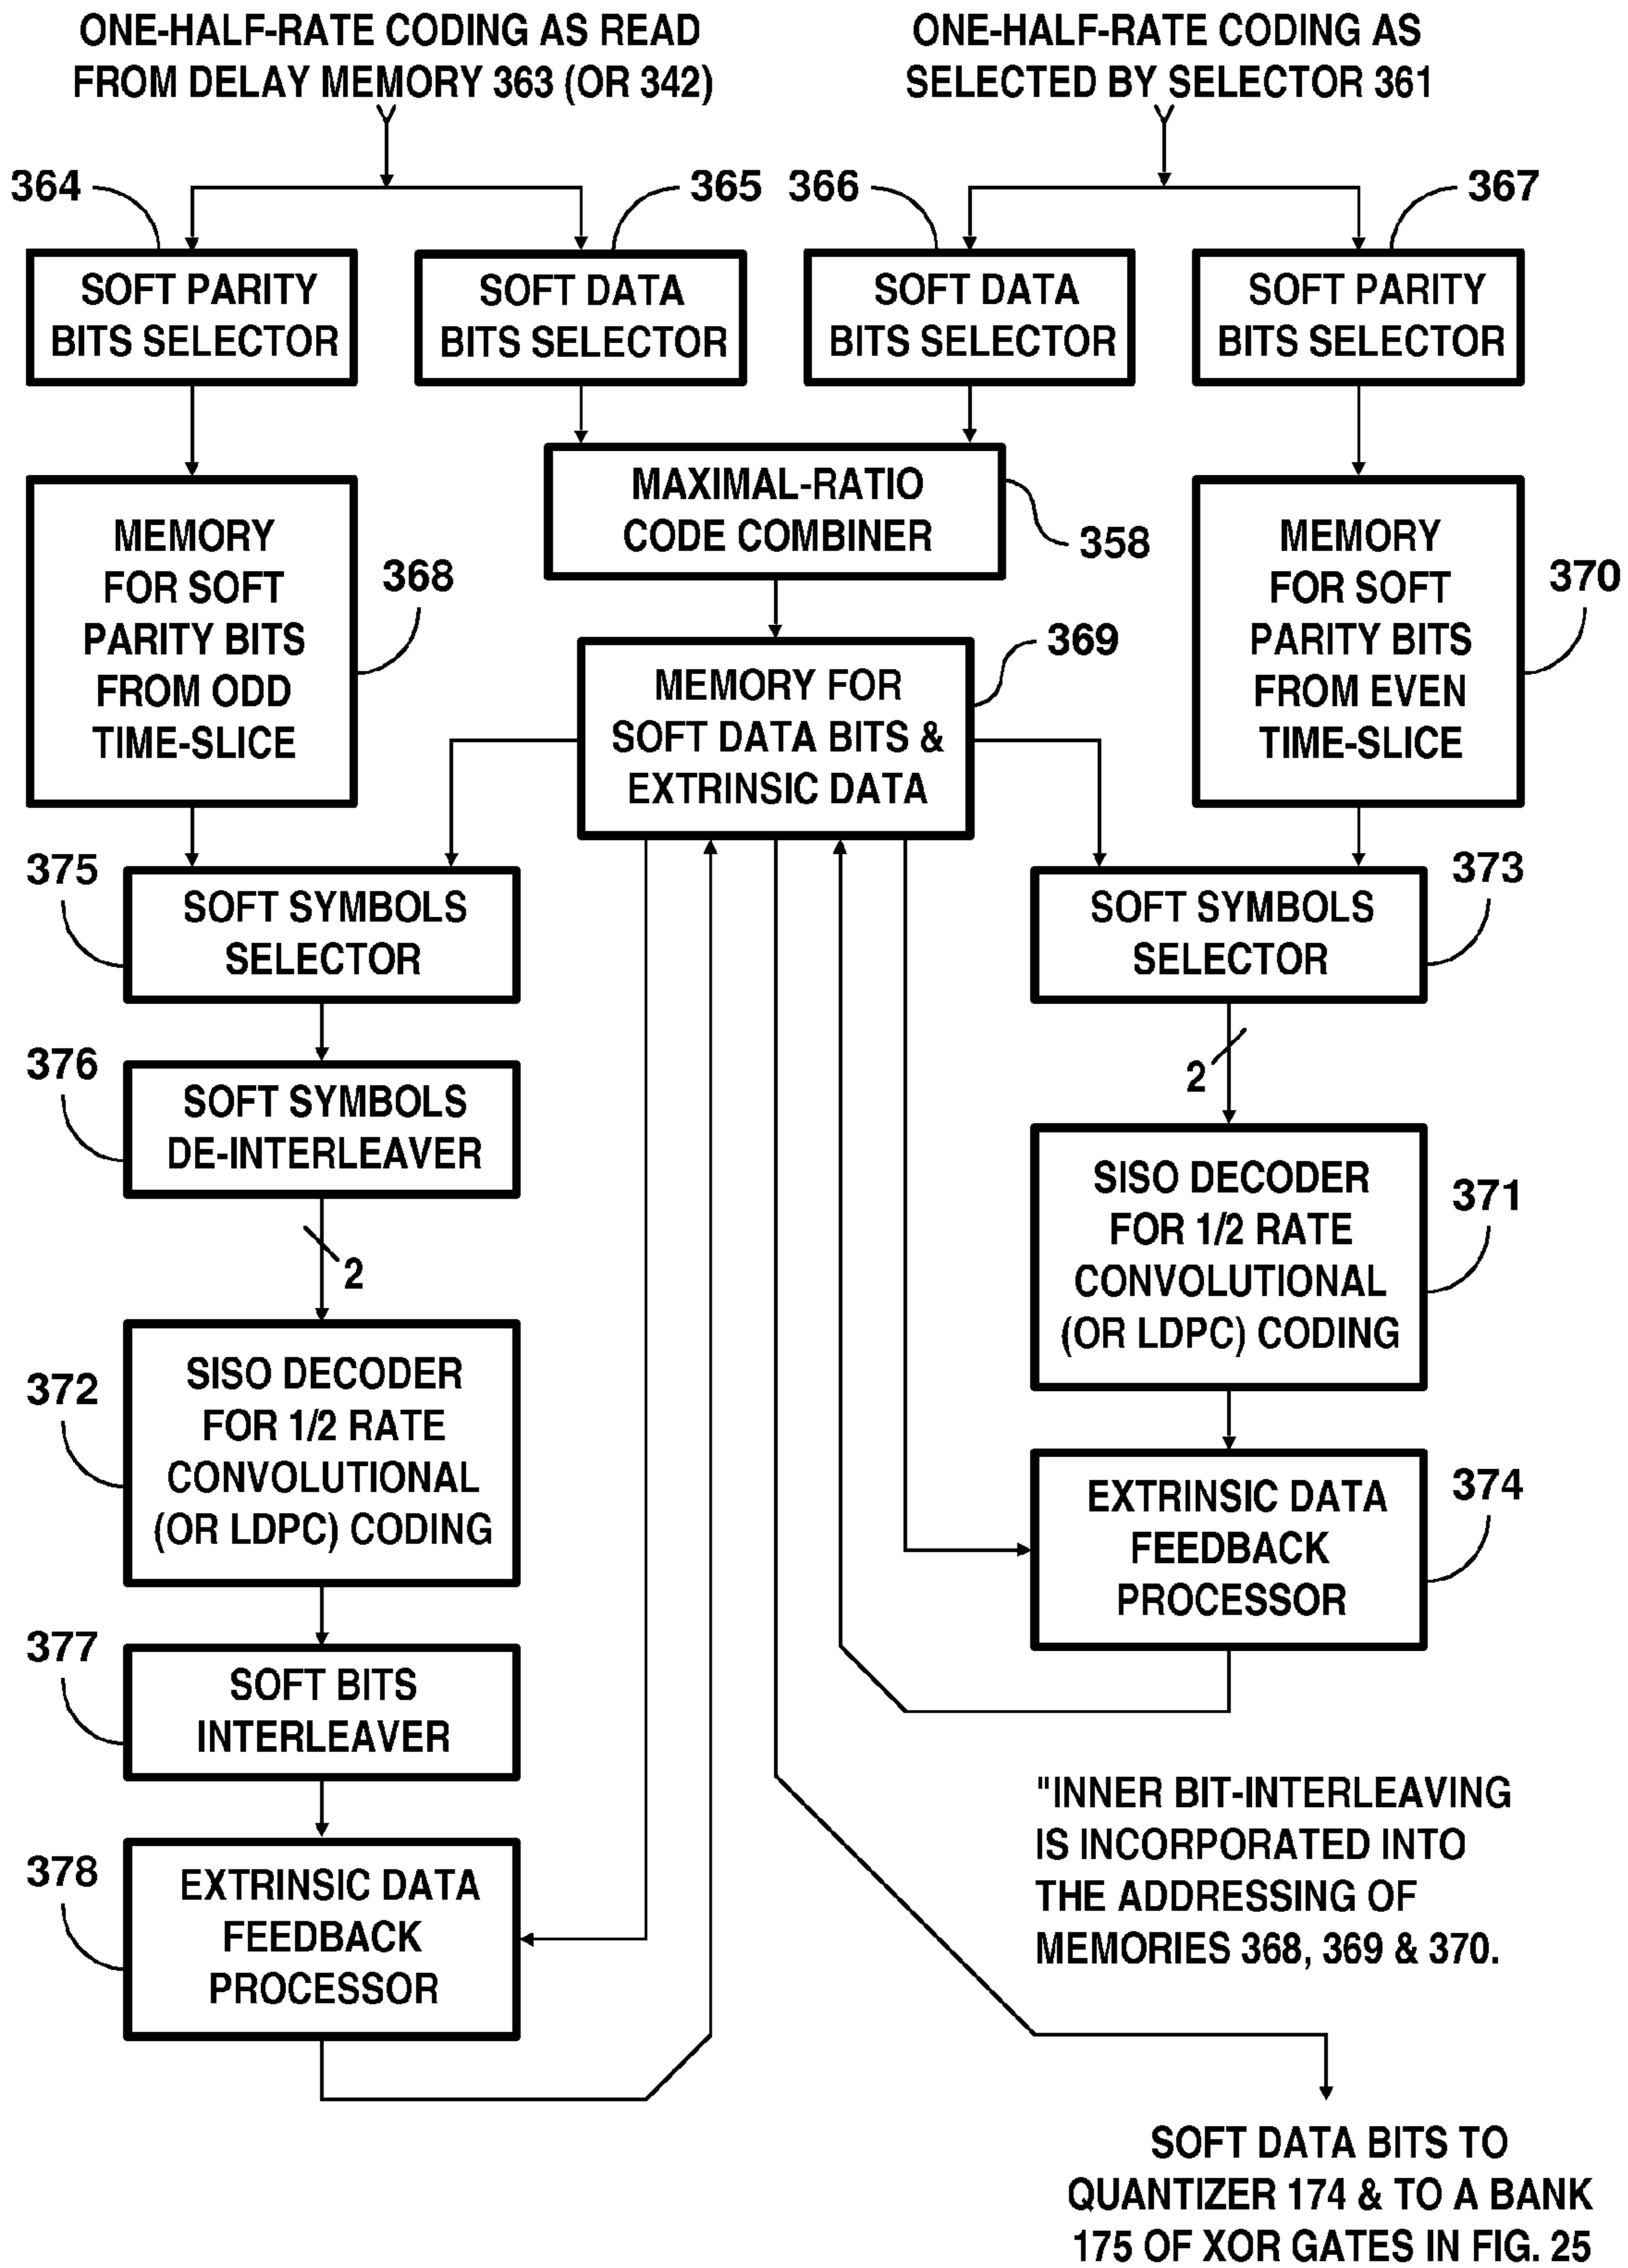 ONE-HALF-RATE CODING AS READ
FROM DELAY MEMORY 363 (OR 342)
ONE-HALF-RATE CODING AS
SELECTED BY SELECTOR 361
364
365
366
367
SOFT PARITY
BITS SELECTOR
SOFT DATA
BITS SELECTOR
SOFT DATA
BITS SELECTOR
SOFT PARITY
BITS SELECTOR
MAXIMAL-RATIO
CODE COMBINER
358
MEMORY
FOR SOFT
PARITY BITS
FROM ODD
TIME-SLICE
368
MEMORY FOR
SOFT DATA BITS &
EXTRINSIC DATA
369
MEMORY
FOR SOFT
PARITY BITS
FROM EVEN
TIME-SLICE
370
375
SOFT SYMBOLS
SELECTOR
SOFT SYMBOLS
SELECTOR
373
376
SOFT SYMBOLS
DE-INTERLEAVER
2
2
SISO DECODER
FOR 1/2 RATE
CONVOLUTIONAL
(OR LDPC) CODING
371
372
SISO DECODER
FOR 1/2 RATE
CONVOLUTIONAL
(OR LDPC) CODING
EXTRINSIC DATA
FEEDBACK
PROCESSOR
374
377
SOFT BITS
INTERLEAVER
378
EXTRINSIC DATA
FEEDBACK
PROCESSOR
"INNER BIT-INTERLEAVING
IS INCORPORATED INTO
THE ADDRESSING OF
MEMORIES 368, 369 & 370.
SOFT DATA BITS TO
QUANTIZER 174 & TO A BANK
175 OF XOR GATES IN FIG. 25